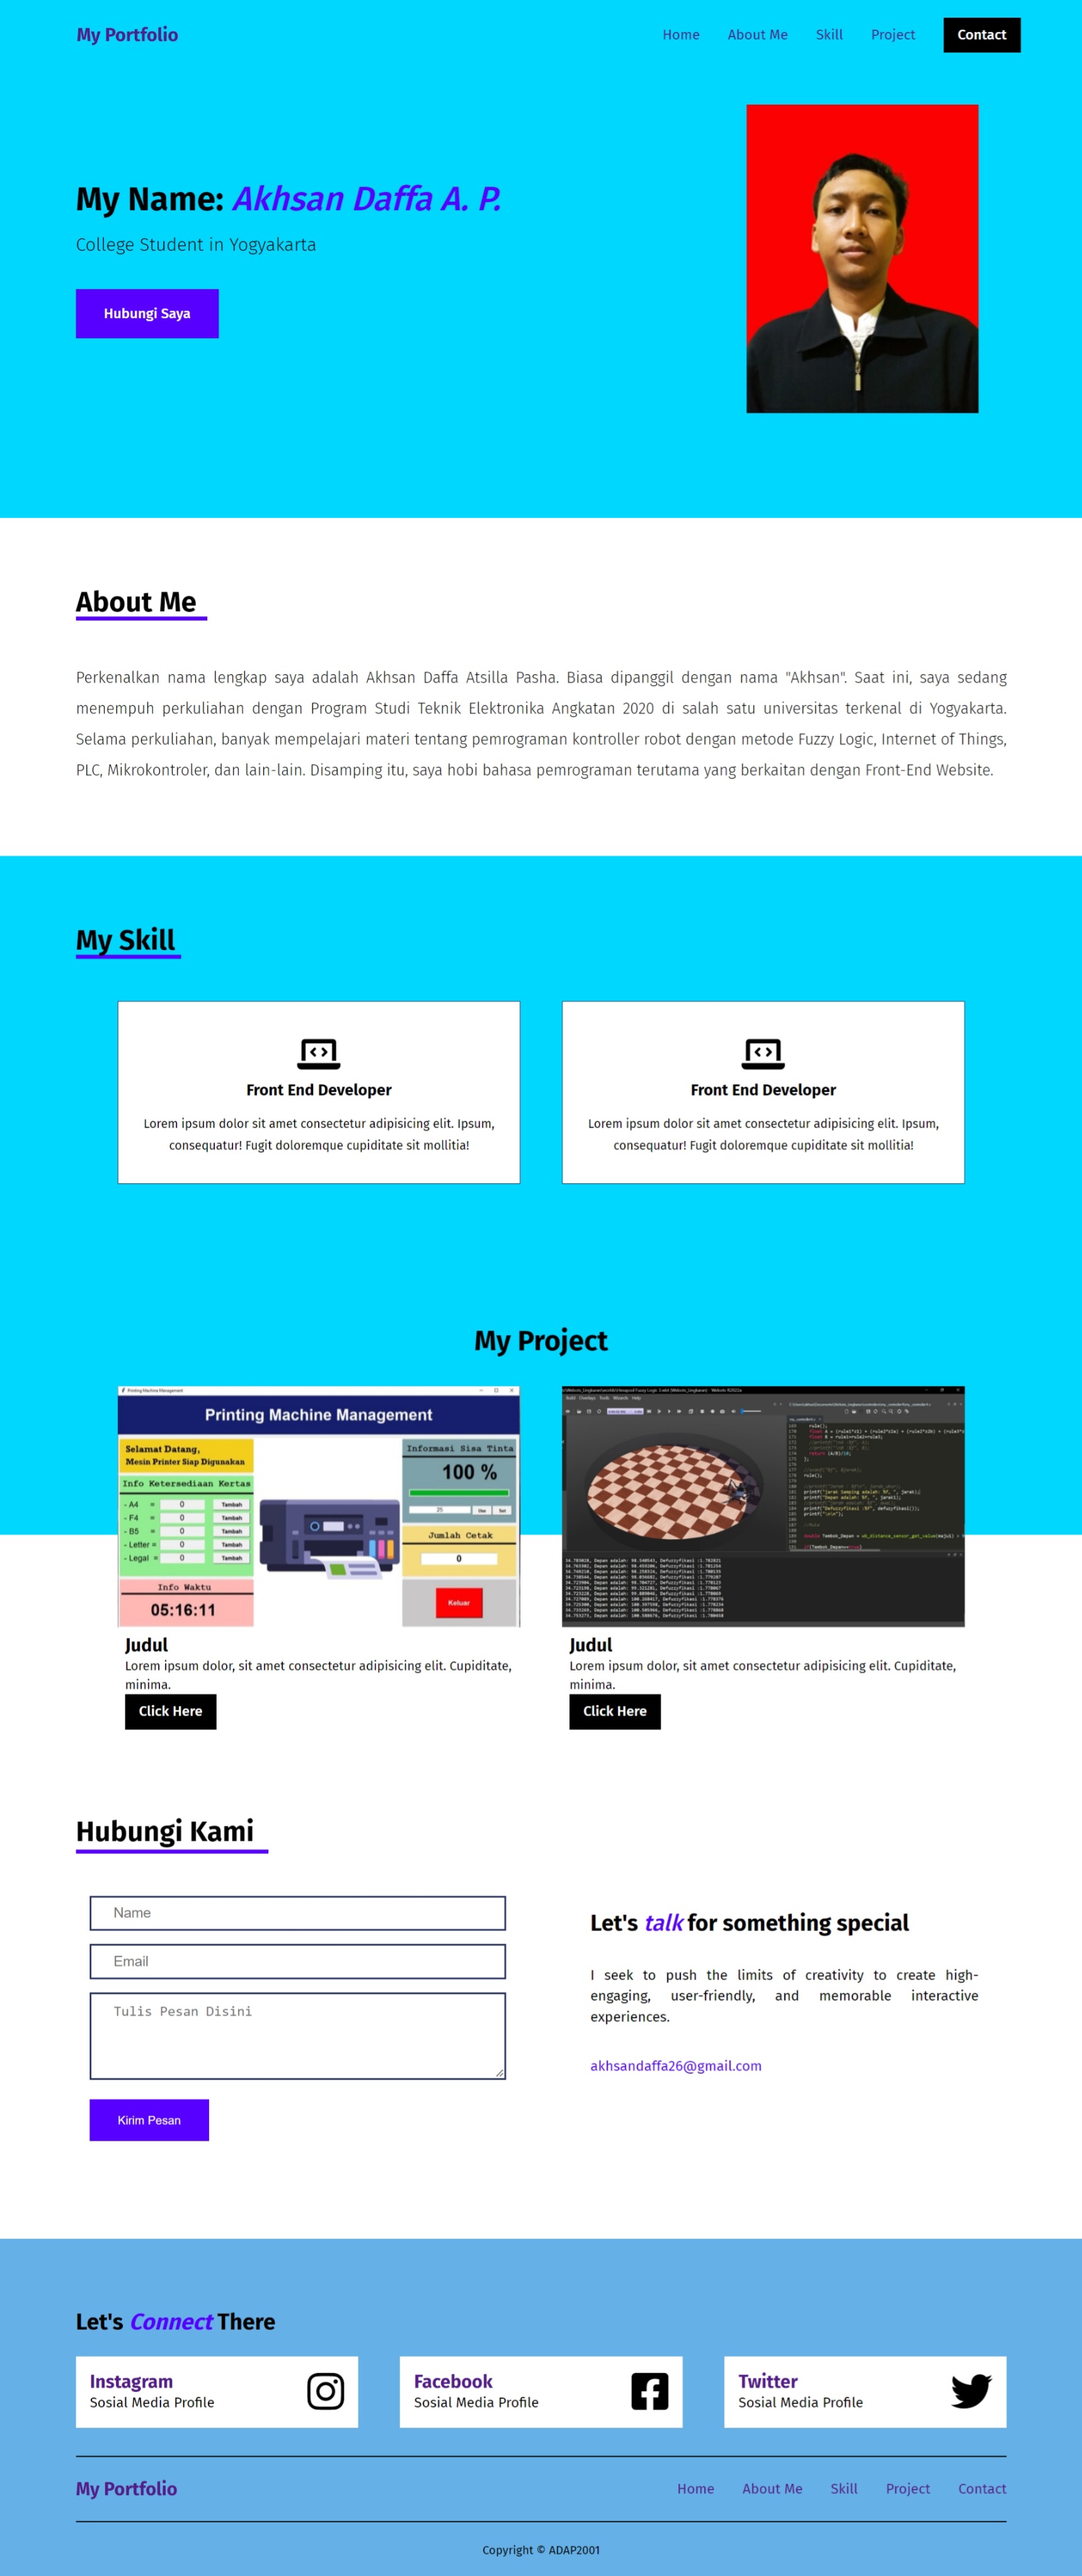 My Portfolio
Home
About Me
Skill
Project
Contact
My Name: Akhsan Daffa A. P.
College Student in Yogyakarta
Hubungi Saya
About Me
Perkenalkan nama lengkap saya adalah Akhsan Daffa Atsilla Pasha. Biasa dipanggil dengan nama "Akhsan". Saat ini, saya sedang
menempuh perkuliahan dengan Program Studi Teknik Elektronika Angkatan 2020 di salah satu universitas terkenal di Yogyakarta.
Selama perkuliahan, banyak mempelajari materi tentang pemrograman kontroller robot dengan metode Fuzzy Logic, Internet of Things,
PLC, Mikrokontroler, dan lain-lain. Disamping itu, saya hobi bahasa pemrograman terutama yang berkaitan dengan Front-End Website.
My Skill
Front End Developer
Lorem ipsum dolor sit amet consectetur adipisicing elit. Ipsum,
consequatur! Fugit doloremque cupiditate sit mollitia!
Front End Developer
Lorem ipsum dolor sit amet consectetur adipisicing elit. Ipsum,
consequatur! Fugit doloremque cupiditate sit mollitia!
My Project
Printing Machine Management
Printing Machine Management
Selamat Datang,
Mesin Printer Siap Digunakan
Info Ketersediaan Kertas
- A4 = 0 Tambah
- F4 = 0 Tambah
- B5 = 0 Tambah
- Letter = 0 Tambah
- Legal = 0 Tambah
Info Waktu
05:16:11
Informasi Sisa Tinta
100 %
25
Jumlah Cetak
0
Keluar
Judul
Lorem ipsum dolor, sit amet consectetur adipisicing elit. Cupiditate,
minima.
Click Here
Judul
Lorem ipsum dolor, sit amet consectetur adipisicing elit. Cupiditate,
minima.
Click Here
Hubungi Kami
Name
Email
Tulis Pesan Disini
Kirim Pesan
Let's talk for something special
I seek to push the limits of creativity to create high-
engaging, user-friendly, and memorable interactive
experiences.
akhsandaffa26@gmail.com
Let's Connect There
Instagram
Sosial Media Profile
Facebook
Sosial Media Profile
Twitter
Sosial Media Profile
My Portfolio
Home
About Me
Skill
Project
Contact
Copyright © ADAP2001